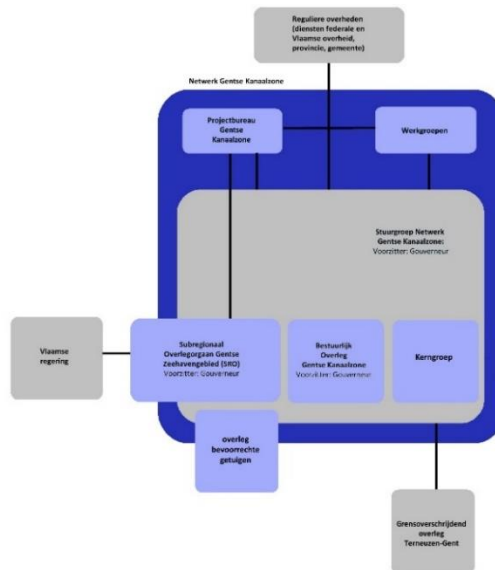 Reguliere overheden
(diensten federale en
Vlaamse overheid,
provincie, gemeente)
Netwerk Gentse Kanaalzone
Projectbureau
Gentse
Kanaalzone
Werkgroepen
Stuurgroep Netwerk
Gentse Kanaalzone:
Voorzitter: Gouverneur
Vlaamse
regering
Subregionaal
Overlegorgaan Gentse
Zeehavengebied (SRO)
Voorzitter: Gouverneur
Bestuurlijk
Overleg
Gentse Kanaalzone
Voorzitter: Gouverneur
Kerngroep
overleg
bevoorrechte
getuigen
Grensoverschrijdend
overleg
Terneuzen-Gent